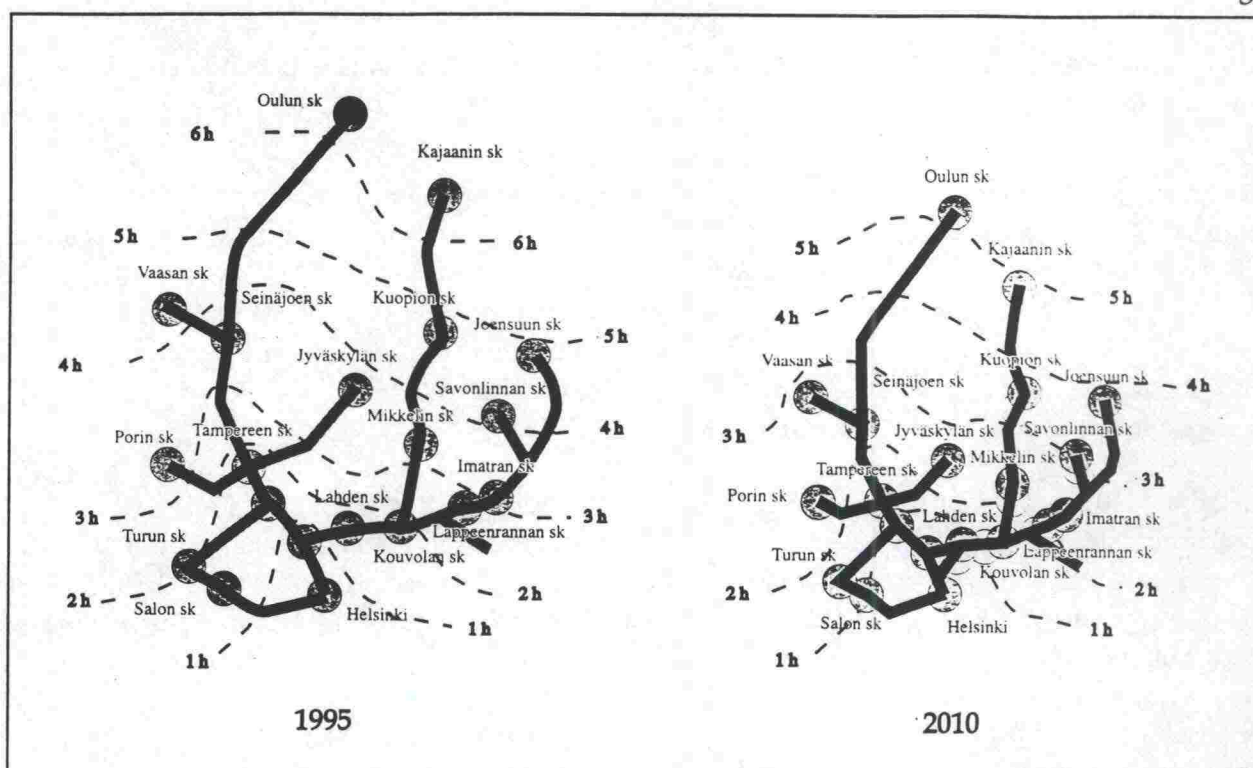 Oulun sk
6h
Kajaanin sk
5h
6h
Vaasan sk
Seinäjoen sk
Kuopion sk
Joensuun sk
5h
4h
Jyväskylän sk
Savonlinnan sk
Mikkelin sk
4h
Porin sk
Tampereen sk
Imatran sk
Lahden sk
3h
3h
Turun sk
Lappeenrannan sk
Kouvolan sk
2h
Salon sk
Helsinki
2h
1h
1h
1995
Oulun sk
5h
Kajaanin sk
5h
4h
Vaasan sk
Kuopion sk
Seinäjoen sk
Joensuun sk
4h
3h
Jyväskylän sk
Savonlinnan sk
Mikkelin sk
Tampereen sk
3h
Porin sk
Lahden sk
Imatran sk
Turun sk
Lappeenrannan sk
Kouvolan sk
2h
2h
Salon sk
Helsinki
1h
1h
2010